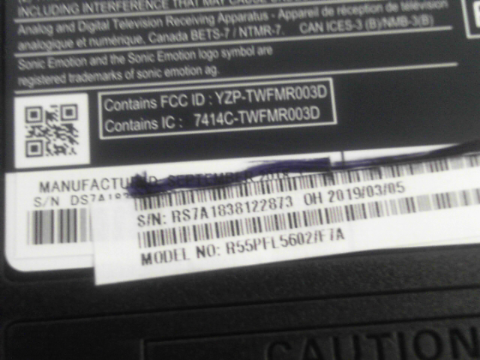 INCLUDING INTERFERENCE THAT MAY CAUSE
Analog and Digital Television Receiving Apparatus - Appareil de réception de télévision
analogique et numérique, Canada BETS-7 / NTMR-7. CAN ICES-3 (B)/NMB-3(B)
Sonic Emotion and the Sonic Emotion logo symbol are
registered trademarks of sonic emotion ag.
Contains FCC ID : YZP-TWFMR003D
Contains IC : 7414C-TWFMR003D
SEPTEMBER
S/N
S/N: RS7A1838122873 OH 2019/03/05
MODEL NO: R55PFL5602/F7A
CAUTION